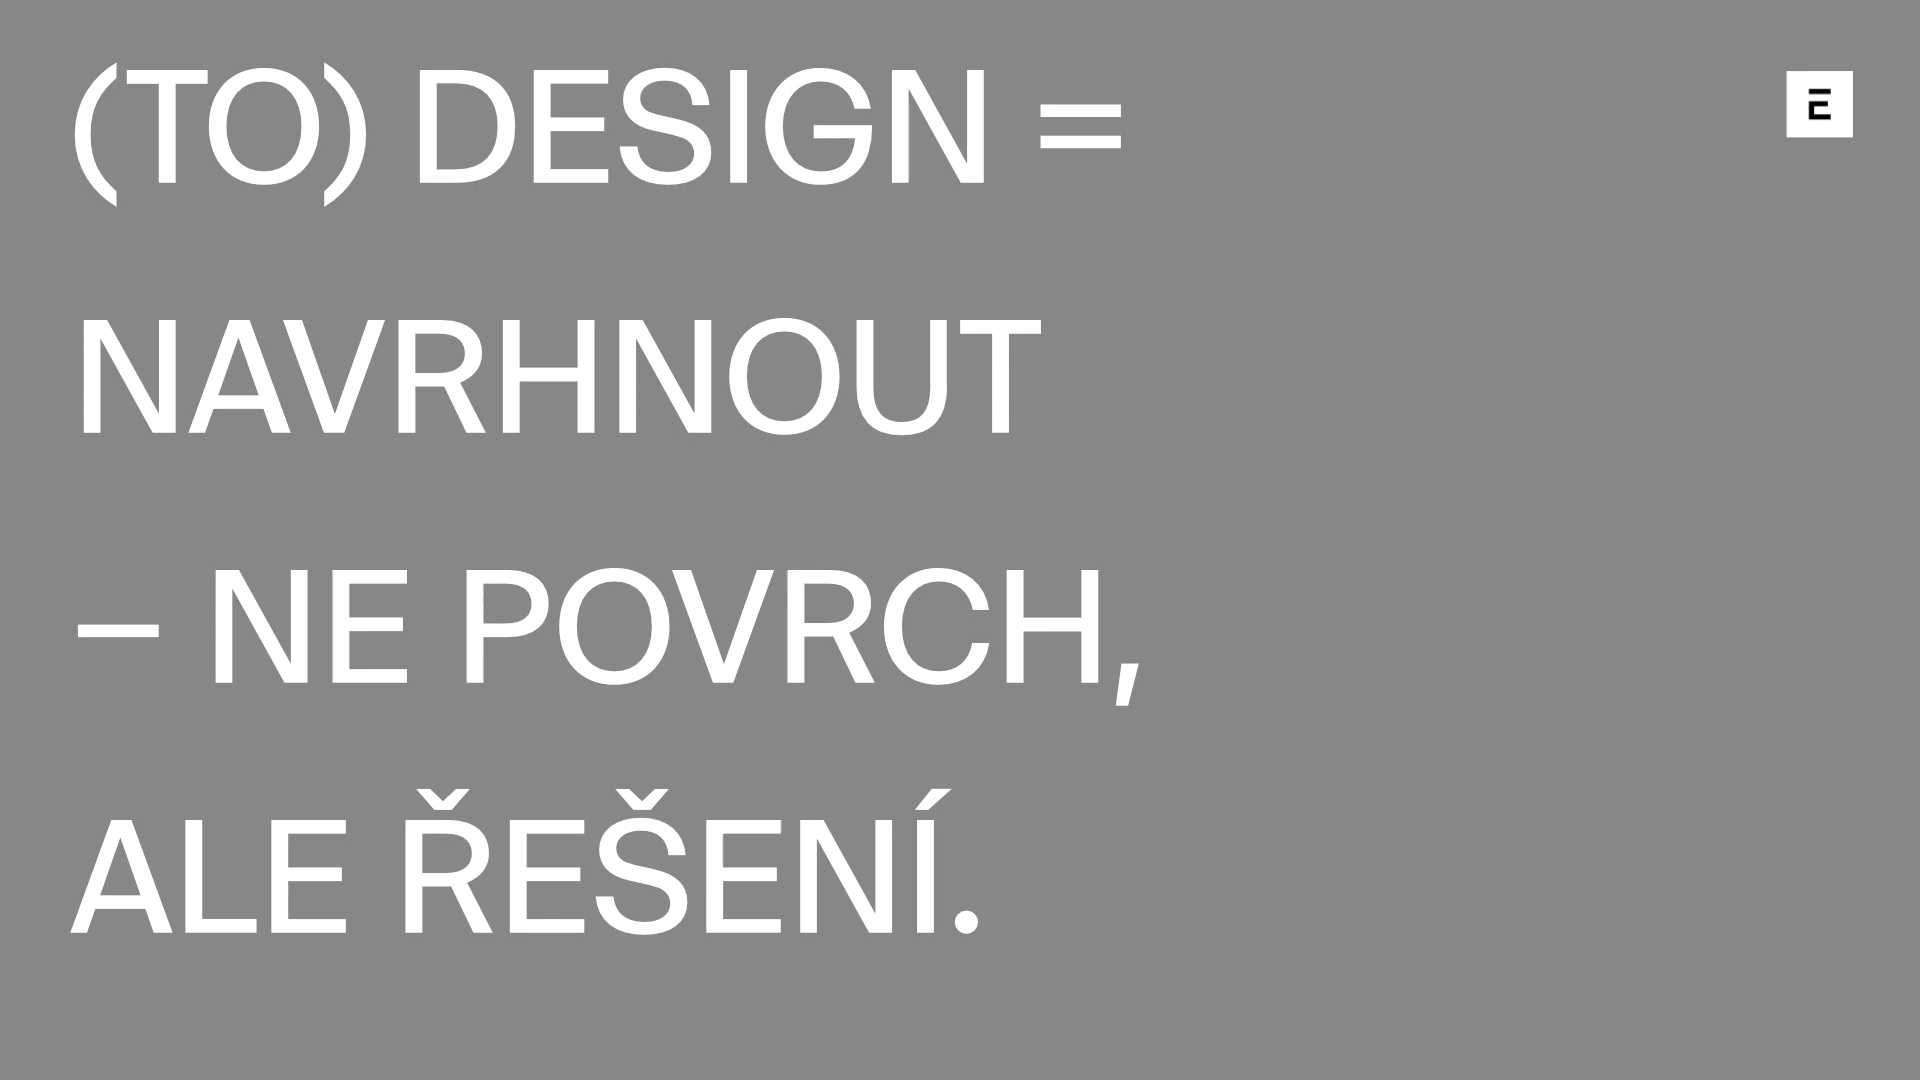 (TO) DESIGN =
E
NAVRHNOUT
– NE POVRCH,
ALE ŘEŠENÍ.